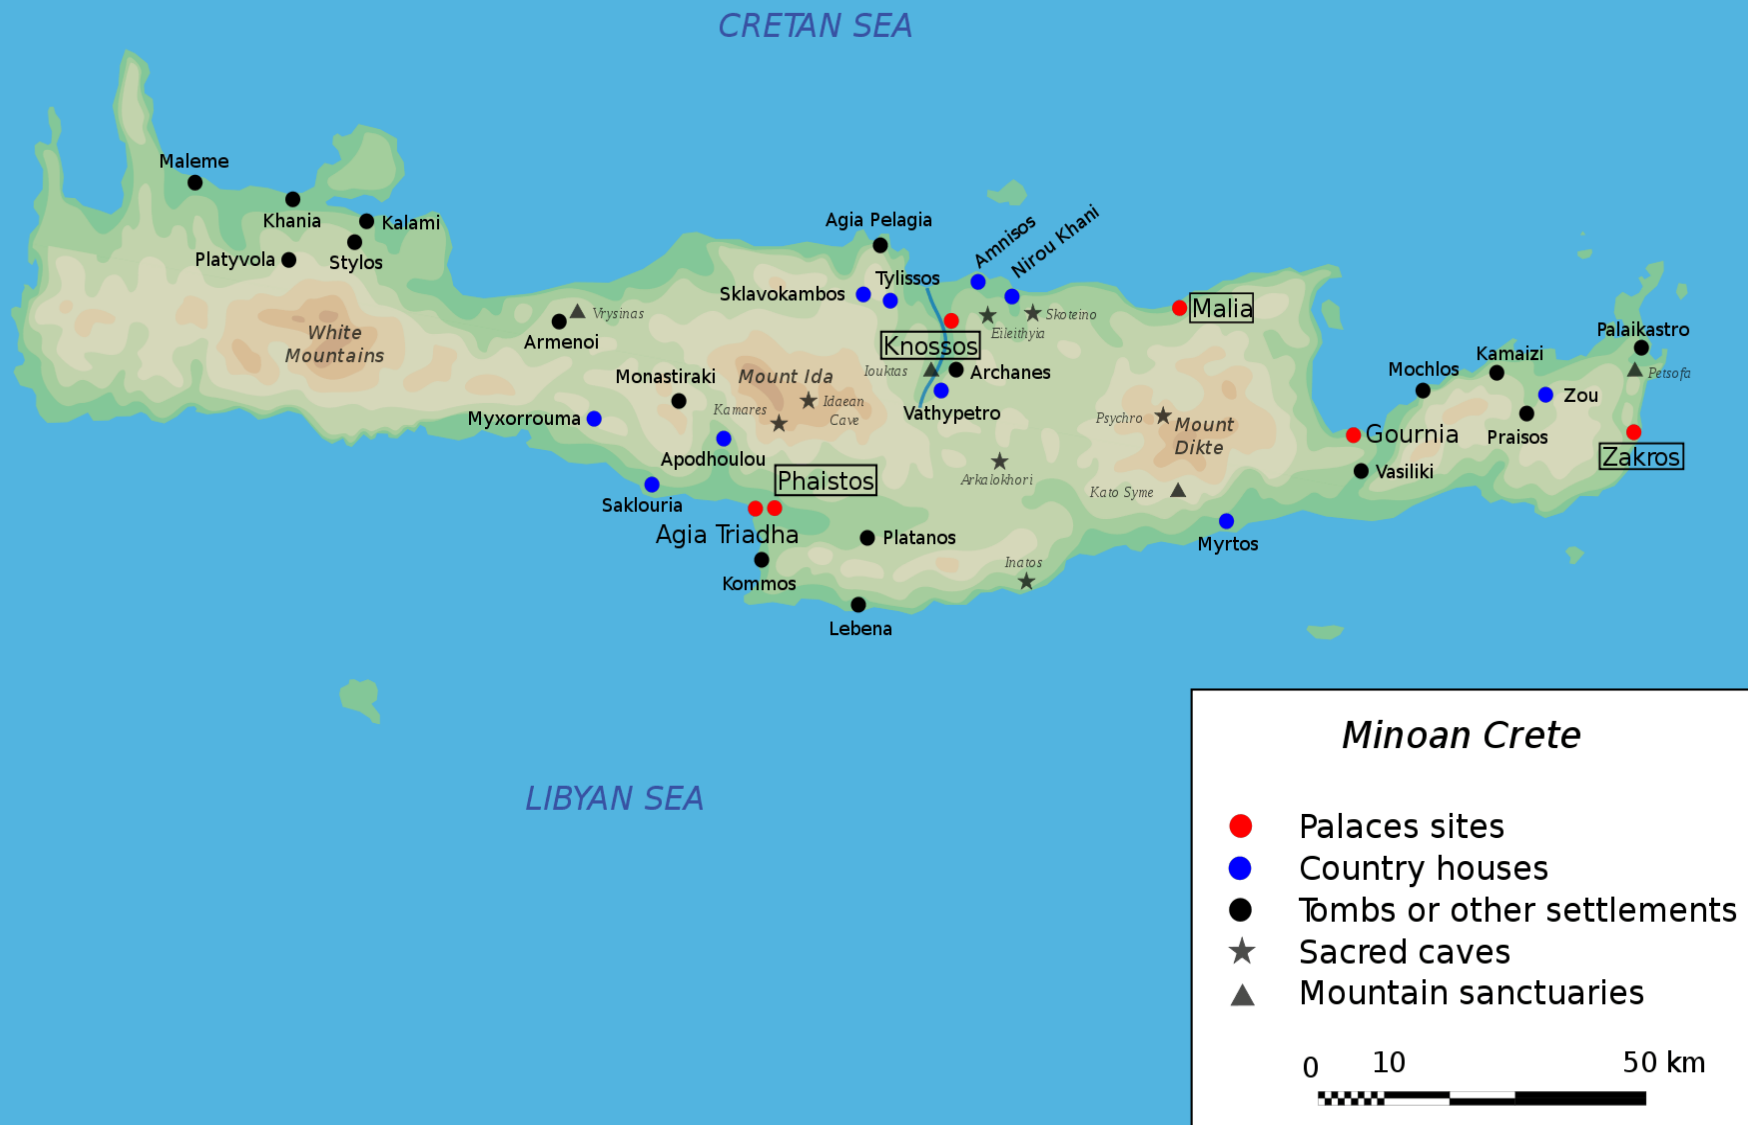 CRETAN SEA
Maleme
Khania
Kalami
Stylos
Platyvola
White
Mountains
Vrysinas
Armenoi
Agia Pelagia
Amnisos
Nirou Khani
Tylissos
Sklavokambos
Skoteino
Eileithyia
Knossos
Malia
Iouktas
Archanes
Vathypetro
Monastiraki
Mount Ida
Idaean
Cave
Kamares
Myxorrouma
Apodhoulou
Saklouria
Phaistos
Agia Triadha
Kommos
Platanos
Lebena
Arkalokhori
Inatos
Psychro
Mount
Dikte
Kato Syme
Myrtos
Gournia
Vasiliki
Mochlos
Kamaizi
Zou
Praisos
Palaikastro
Petsofa
Zakros
LIBYAN SEA
Minoan Crete
Palaces sites
Country houses
Tombs or other settlements
Sacred caves
Mountain sanctuaries
0 10 50 km